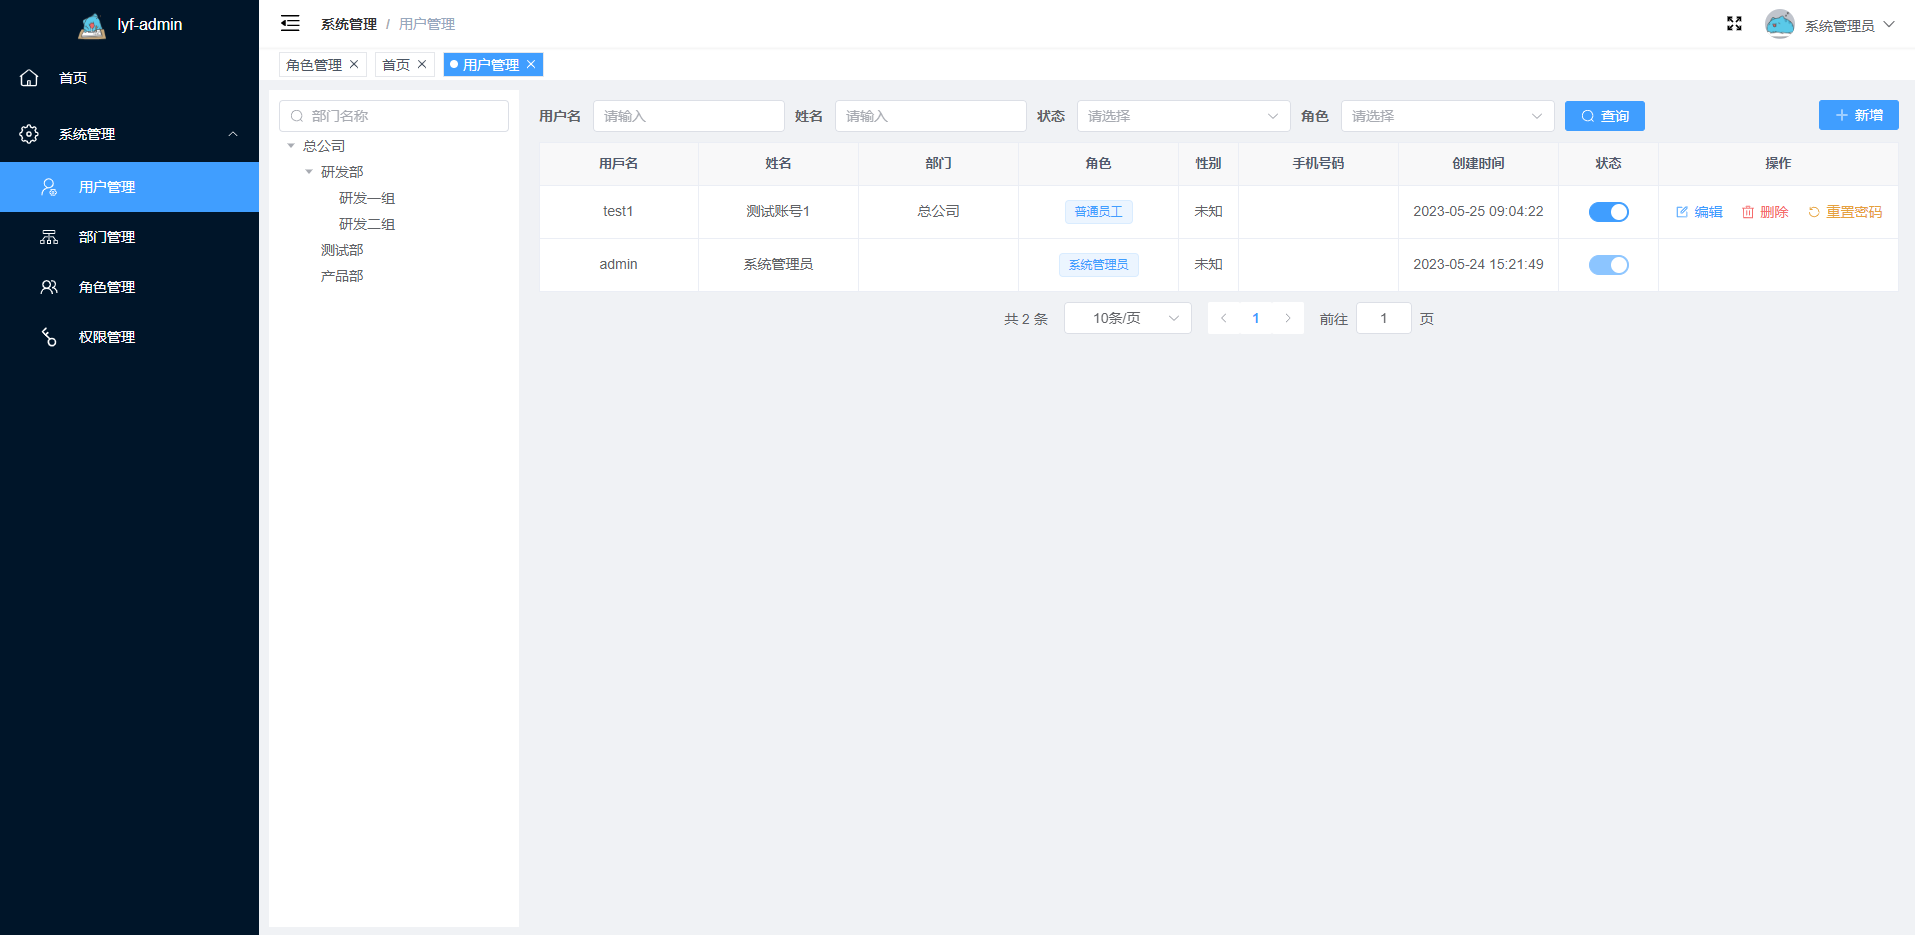 lyf-admin
首页
系统管理
用户管理
部门管理
角色管理
权限管理
系统管理 / 用户管理
系统管理员
角色管理 首页 用户管理
部门名称
总公司
研发部
研发一组
研发二组
测试部
产品部
用户名 请输入 姓名 请输入 状态 请选择 角色 请选择 查询 新增
用戶名 姓名 部门 角色 性别 手机号码 创建时间 状态 操作
test1 测试账号1 总公司 普通员工 未知 2023-05-25 09:04:22 编辑 删除 重置密码
admin 系统管理员 系统管理员 未知 2023-05-24 15:21:49
共 2 条 10条/页 1 前往 1 页